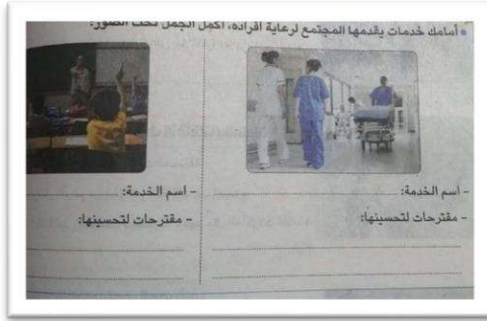 • أمامك خدمات يقدمها المجتمع لرعاية أفراده، أكمل الجمل تحت الصور:
- اسم الخدمة:
- مقترحات لتحسينها:
- اسم الخدمة:
- مقترحات لتحسينها: